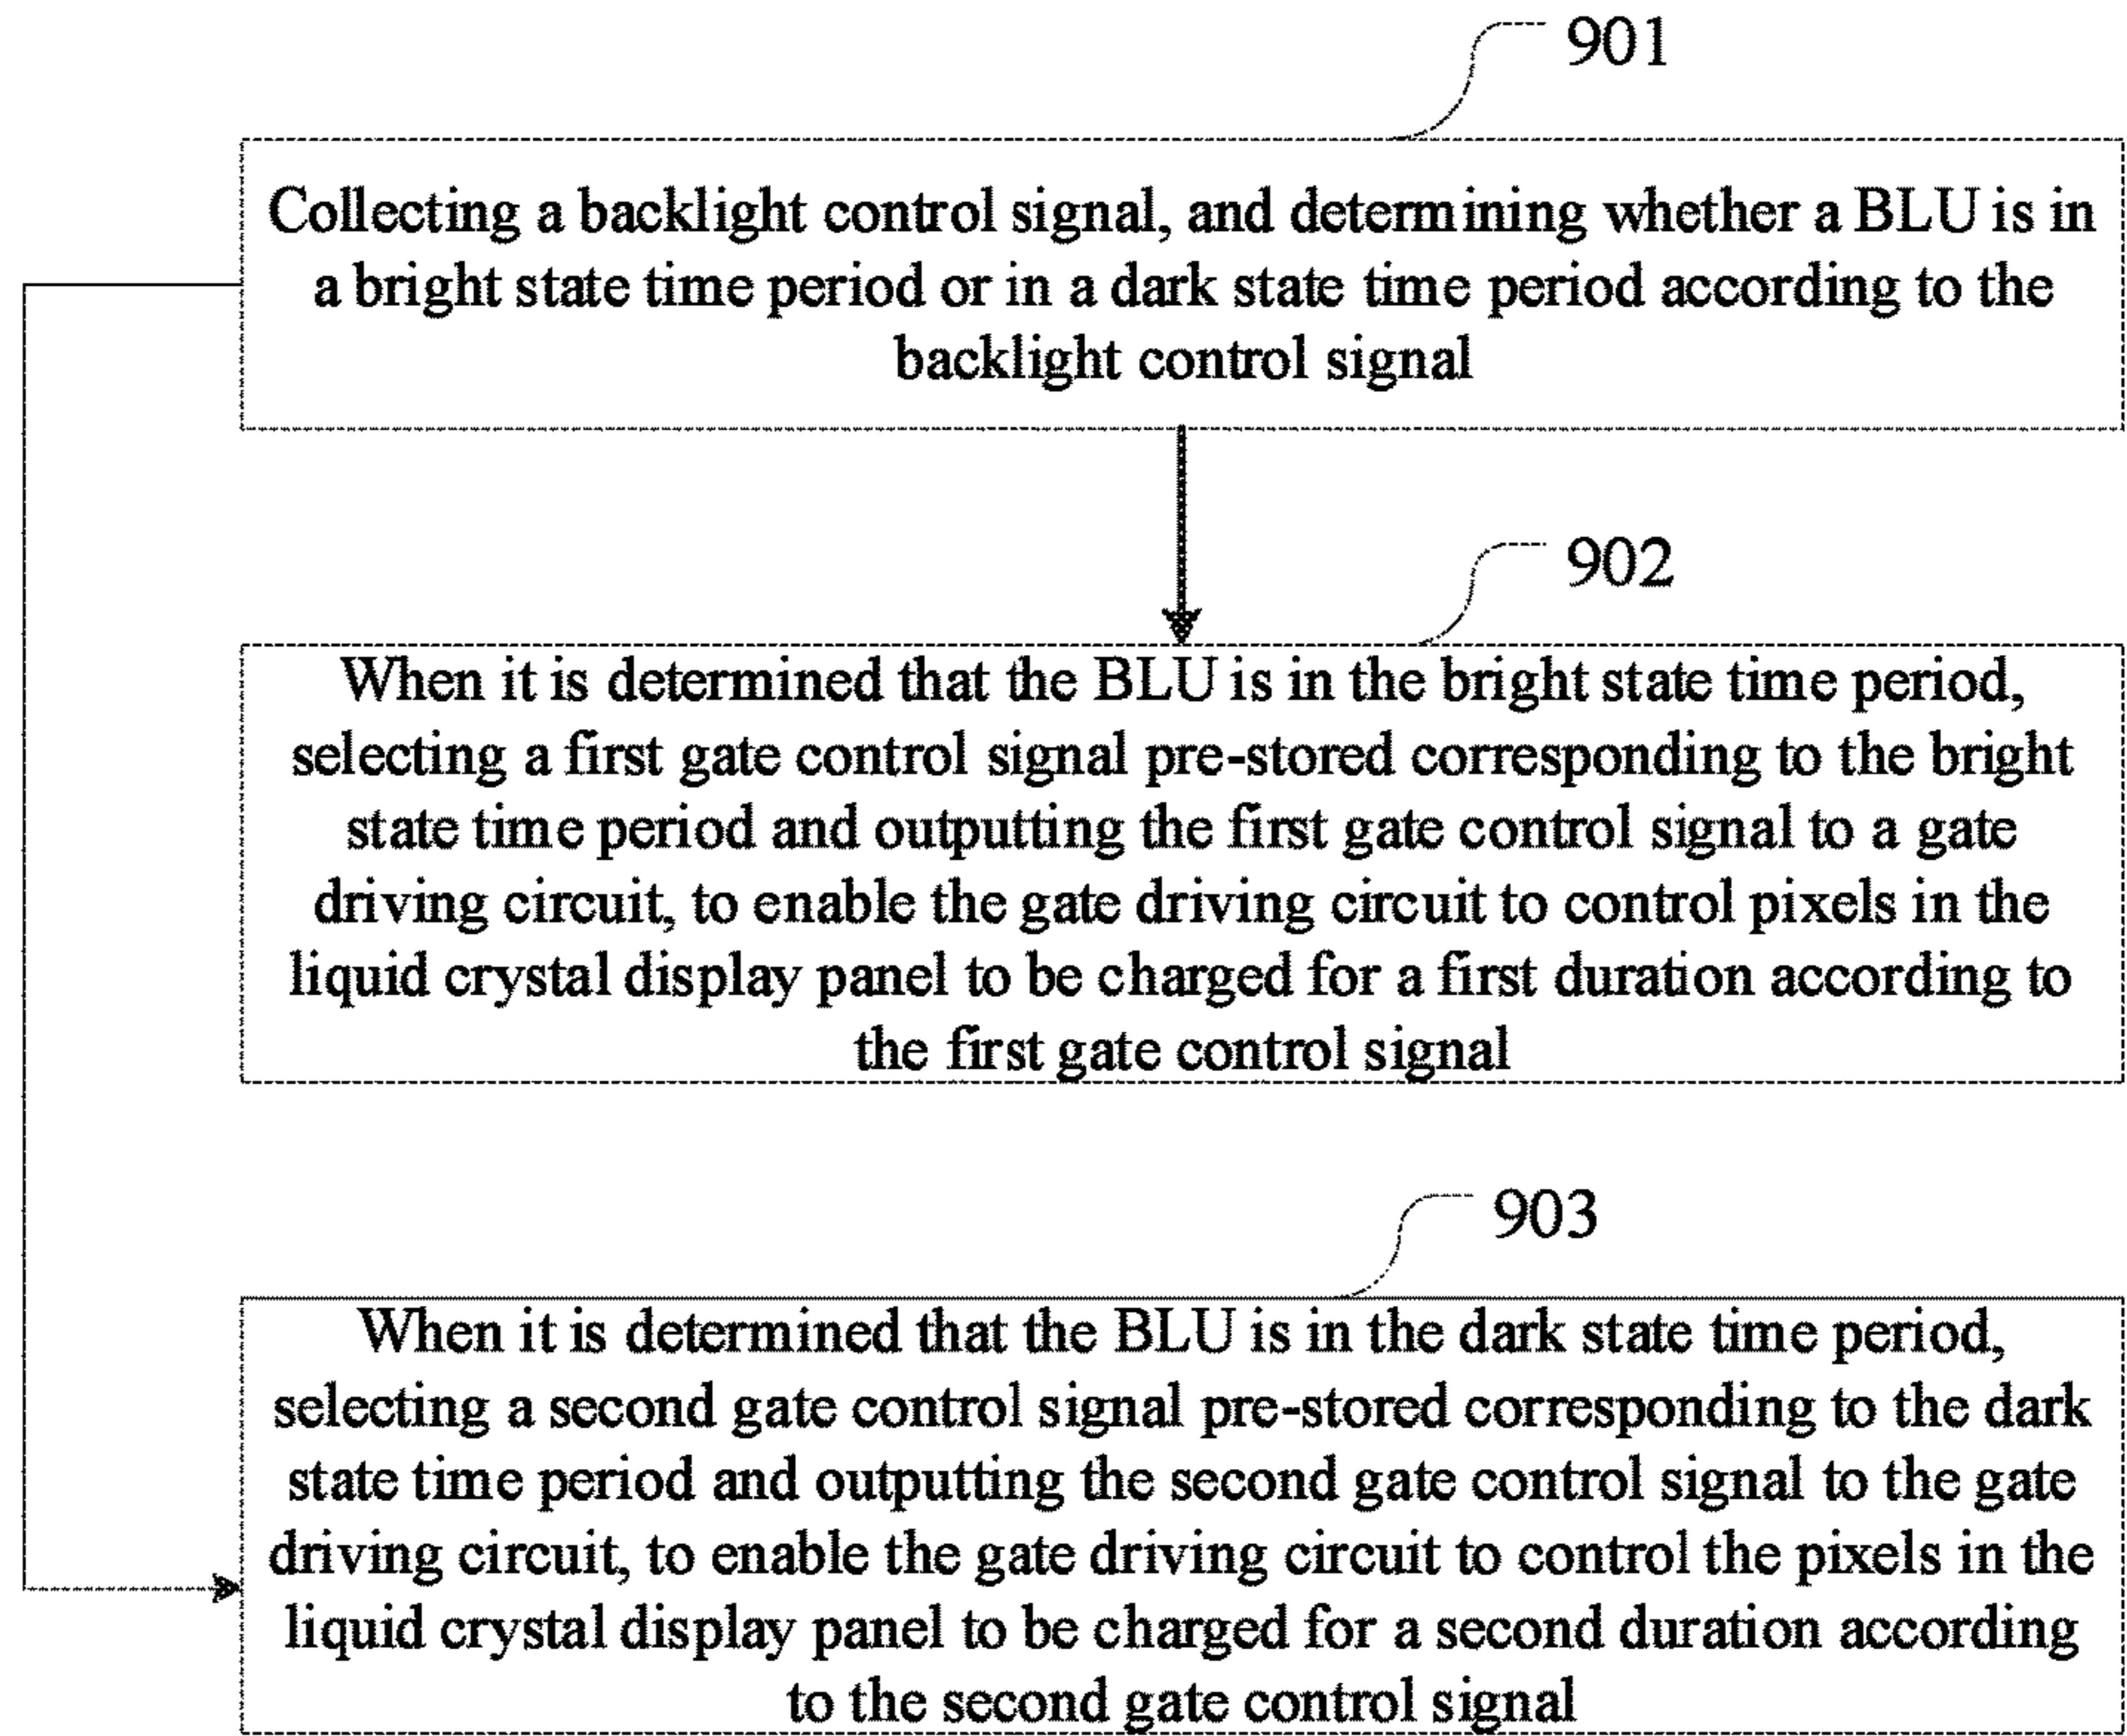 901
Collecting a backlight control signal, and determining whether a BLU is in
a bright state time period or in a dark state time period according to the
backlight control signal
902
When it is determined that the BLU is in the bright state time period,
selecting a first gate control signal pre-stored corresponding to the bright
state time period and outputting the first gate control signal to a gate
driving circuit, to enable the gate driving circuit to control pixels in the
liquid crystal display panel to be charged for a first duration according to
the first gate control signal
903
When it is determined that the BLU is in the dark state time period,
selecting a second gate control signal pre-stored corresponding to the dark
state time period and outputting the second gate control signal to the gate
driving circuit, to enable the gate driving circuit to control the pixels in the
liquid crystal display panel to be charged for a second duration according
to the second gate control signal